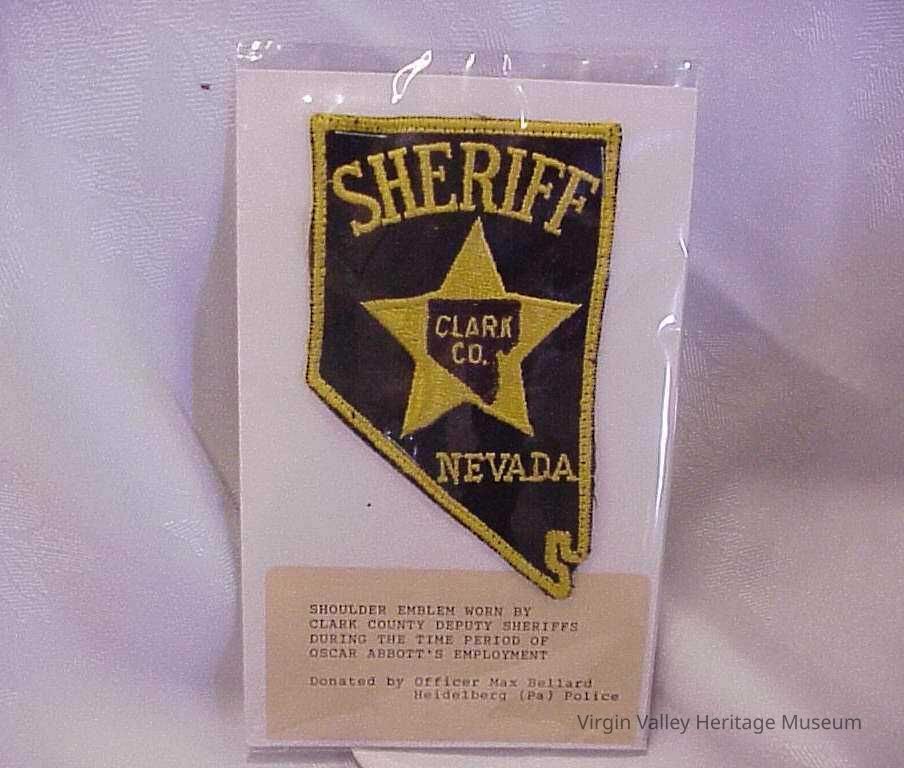 SHERIFF
CLARK
CO.
NEVADA
SHOULDER EMBLEM WORN BY
CLARK COUNTY DEPUTY SHERIFFS
DURING THE TIME PERIOD OF
OSCAR ABBOTT'S EMPLOYMENT
Donated by Officer Max Bellard
Heidelberg (Pa) Police
Virgin Valley Heritage Museum